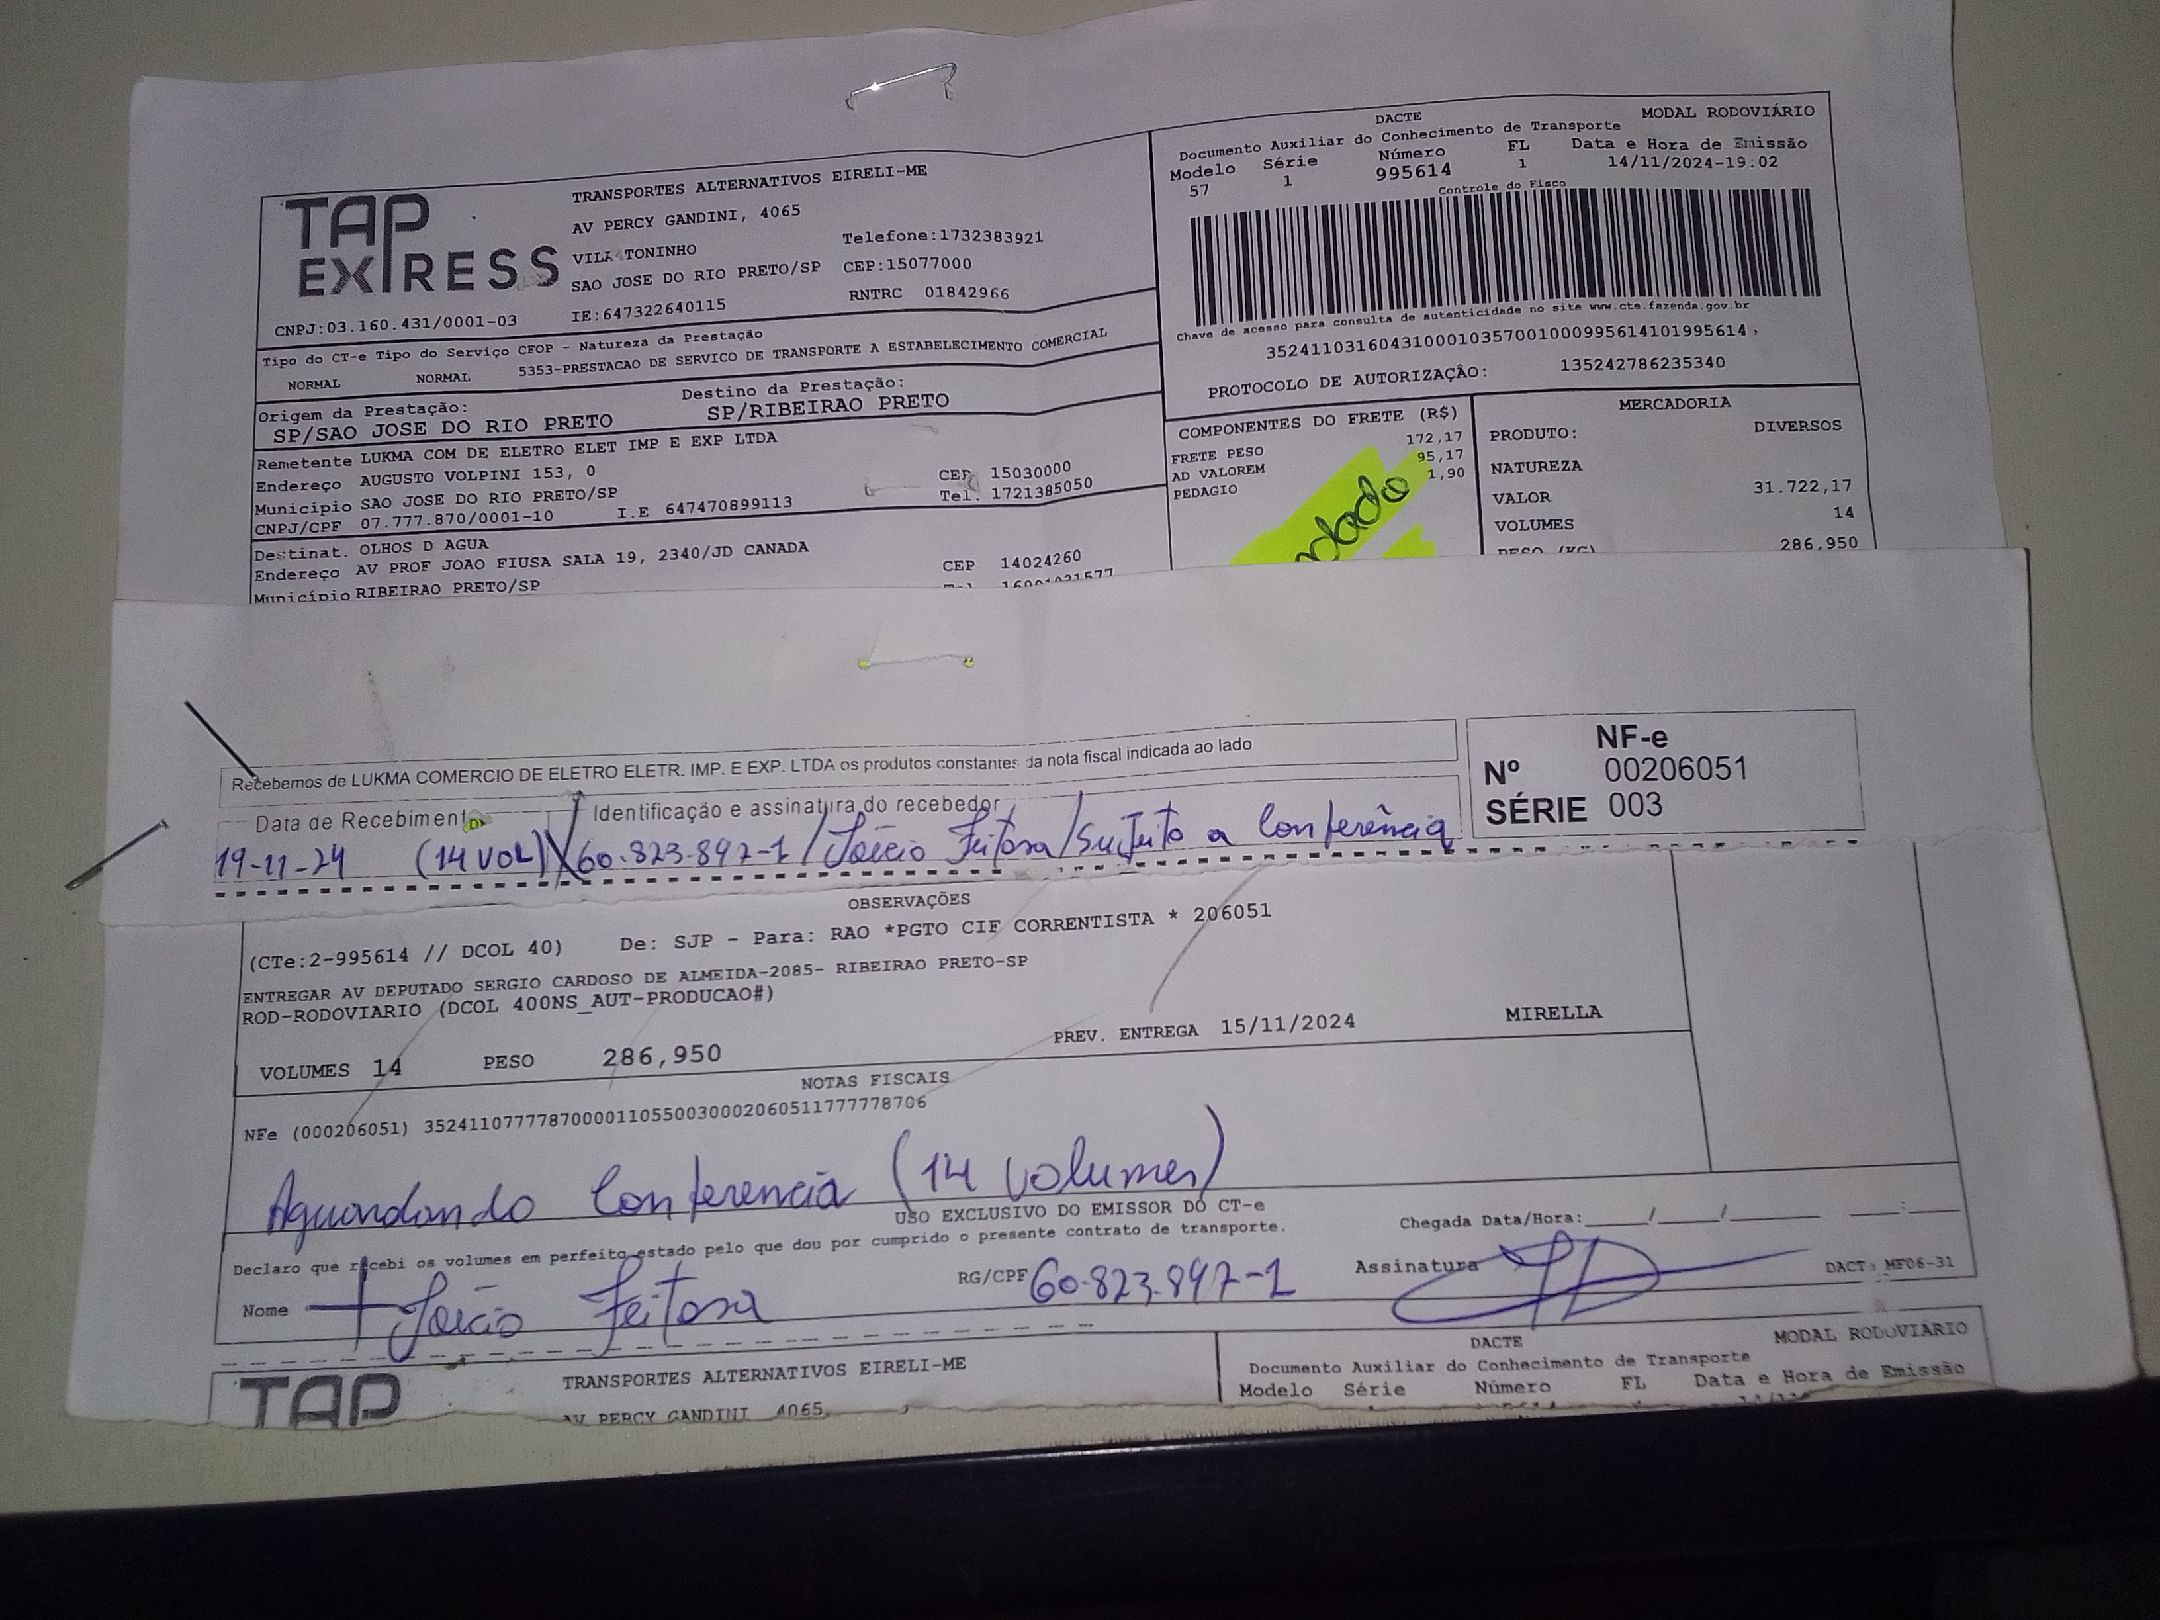 TAP EXPRESS
TRANSPORTES ALTERNATIVOS EIRELI-ME
AV PERCY GANDINI, 4065
VILA TONINHO
Telefone:1732383921
SAO JOSE DO RIO PRETO/SP CEP:15077000
CNPJ:03.160.431/0001-03 IE:647322640115 RNTRC 01842966
Tipo do CT-e Tipo do Serviço CFOP - Natureza da Prestação
NORMAL NORMAL 5353-PRESTACAO DE SERVICO DE TRANSPORTE A ESTABELECIMENTO COMERCIAL
Origem da Prestação: Destino da Prestação:
SP/SAO JOSE DO RIO PRETO SP/RIBEIRAO PRETO
Remetente LUKMA COM DE ELETRO ELET IMP E EXP LTDA
Endereço AUGUSTO VOLPINI 153, 0 CEP 15030000
Município SAO JOSE DO RIO PRETO/SP Tel. 1721385050
CNPJ/CPF 07.777.870/0001-10 I.E 647470899113
Destinat. OLHOS D AGUA
Endereço AV PROF JOAO FIUSA SALA 19, 2340/JD CANADA CEP 14024260
Município RIBEIRAO PRETO/SP
DACTE MODAL RODOVIÁRIO
Documento Auxiliar do Conhecimento de Transporte
Modelo Série Número FL Data e Hora de Emissão
57 1 995614 1 14/11/2024-19:02
Controle do Fisco
Chave de acesso para consulta de autenticidade no site www.cte.fazenda.gov.br
3524110316043100010357001000995614101995614
PROTOCOLO DE AUTORIZAÇÃO: 135242786235340
COMPONENTES DO FRETE (R$)
FRETE PESO 172,17
AD VALOREM 95,17
PEDAGIO 1,90
MERCADORIA
PRODUTO: DIVERSOS
NATUREZA
VALOR 31.722,17
VOLUMES 14
PESO (KG) 286,950
Recebemos de LUKMA COMERCIO DE ELETRO ELETR. IMP. E EXP. LTDA os produtos constantes da nota fiscal indicada ao lado
Data de Recebimento Identificação e assinatura do recebedor
19-11-24 (14 VOL) 60.823.897-1 / Joício Feitosa / Sujeito a Conferência
NF-e
Nº 00206051
SÉRIE 003
OBSERVAÇÕES
(CTe:2-995614 // DCOL 40) De: SJP - Para: RAO *PGTO CIF CORRENTISTA * 206051
ENTREGAR AV DEPUTADO SERGIO CARDOSO DE ALMEIDA-2085- RIBEIRAO PRETO-SP
ROD-RODOVIARIO (DCOL 400NS_AUT-PRODUCAO#)
VOLUMES 14 PESO 286,950 PREV. ENTREGA 15/11/2024 MIRELLA
NOTAS FISCAIS
NFe (000206051) 35241107777870000110550030002060511777778706
Aguardando Conferencia (14 Volumes)
USO EXCLUSIVO DO EMISSOR DO CT-e
Declaro que recebi os volumes em perfeito estado pelo que dou por cumprido o presente contrato de transporte.
Chegada Data/Hora:____/____/______ ___:___
Nome Joício Feitosa RG/CPF 60.823.897-1 Assinatura DACT: MF06-31
TAP
TRANSPORTES ALTERNATIVOS EIRELI-ME
AV PERCY GANDINI 4065,
DACTE MODAL RODOVIÁRIO
Documento Auxiliar do Conhecimento de Transporte
Modelo Série Número FL Data e Hora de Emissão